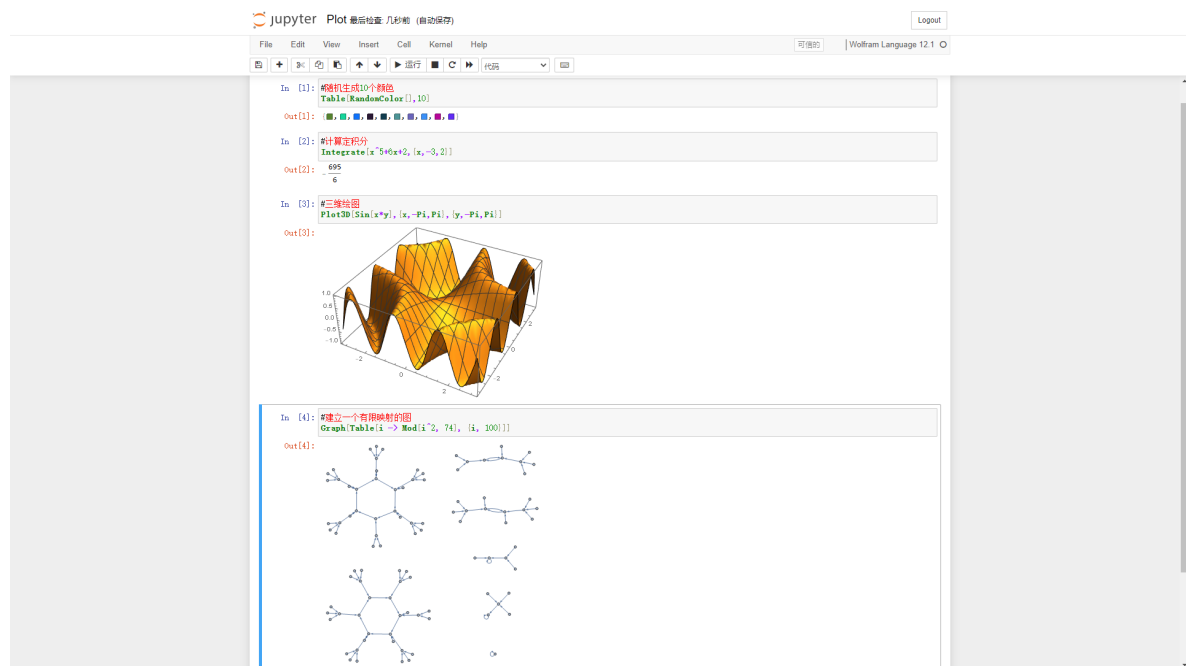 jupyter Plot 最后检查: 几秒前 (自动保存) Logout
File Edit View Insert Cell Kernel Help 可信的 Wolfram Language 12.1
运行 代码
In [1]: #随机生成10个颜色
Table[RandomColor[],10]
Out[1]: { , , , , , , , , , }
In [2]: #计算定积分
Integrate[x^5+6x+2,{x,-3,2}]
Out[2]: -695/6
In [3]: #三维绘图
Plot3D[Sin[x*y],{x,-Pi,Pi},{y,-Pi,Pi}]
Out[3]:
1.0
0.5
0.0
-0.5
-1.0
-2
0
2
-2
0
2
In [4]: #建立一个有限映射的图
Graph[Table[i -> Mod[i^2, 74], {i, 100}]]
Out[4]: